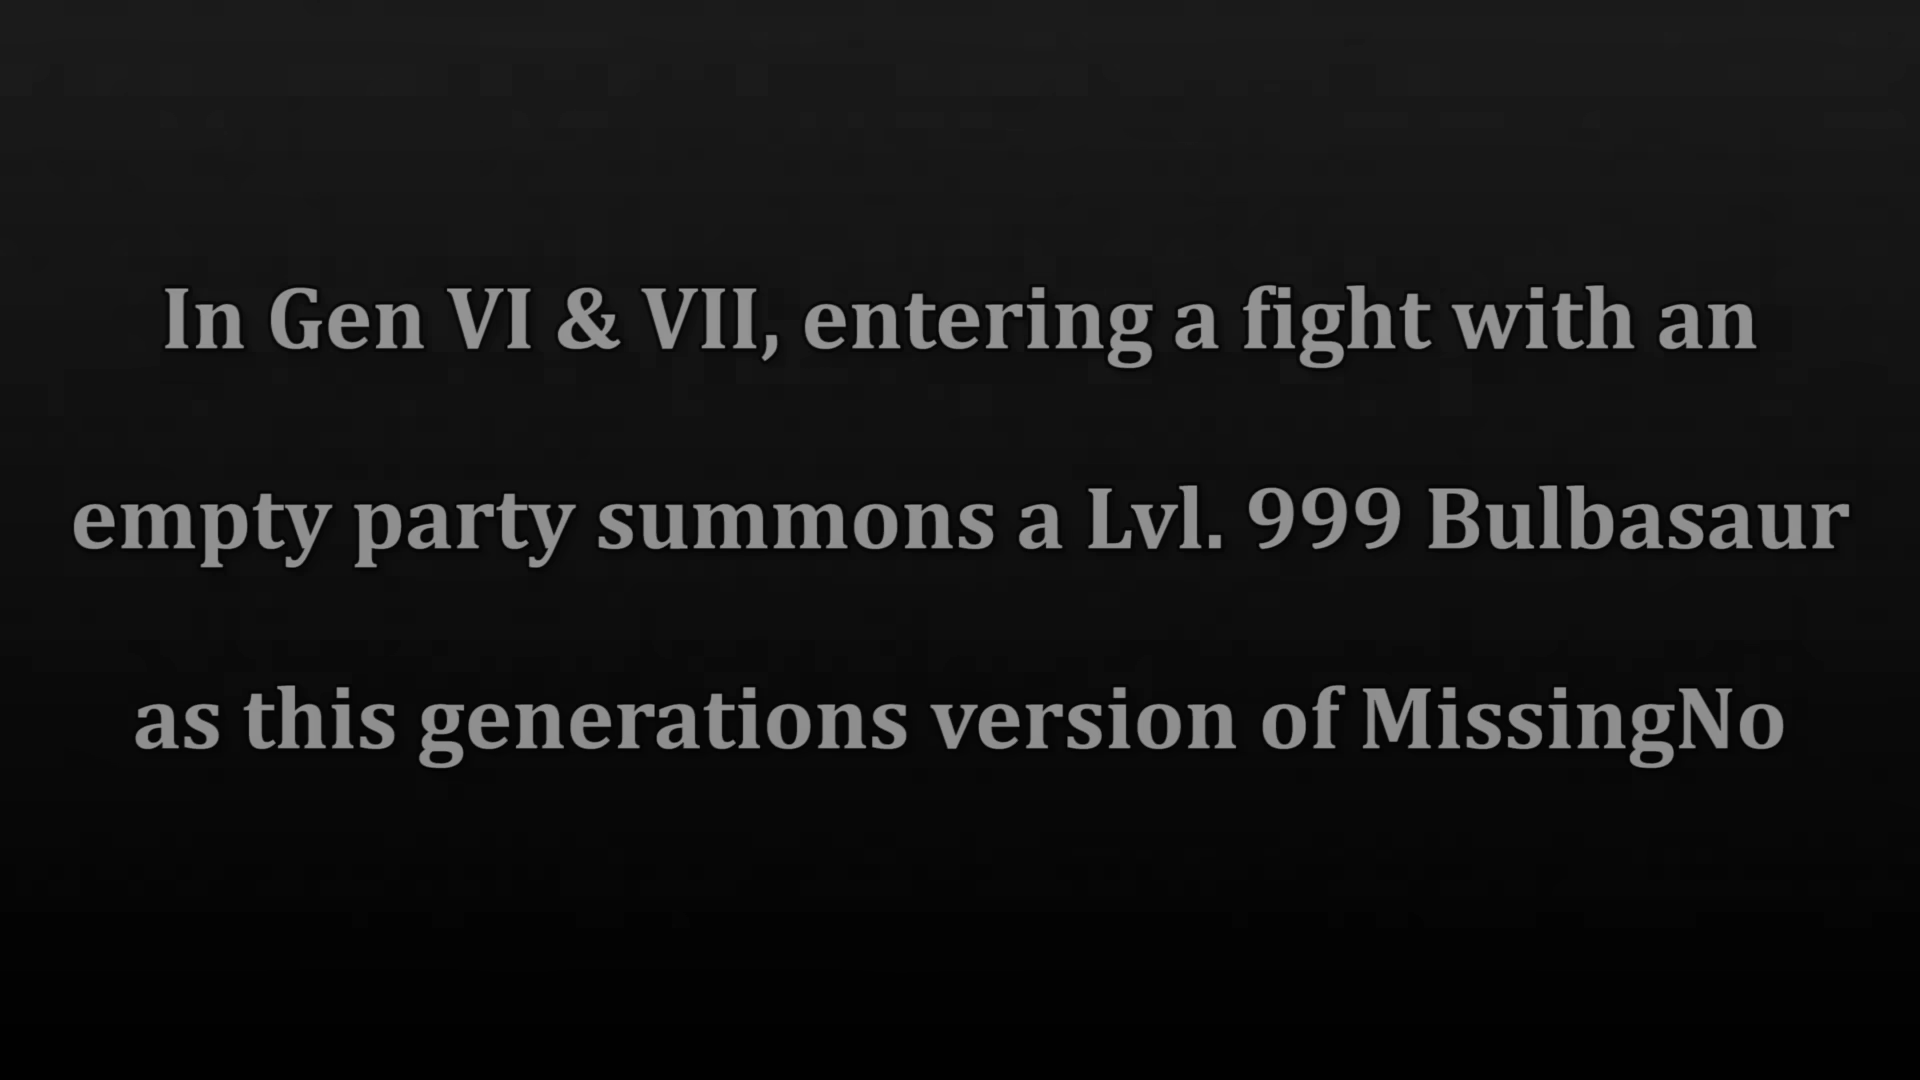 In Gen VI & VII, entering a fight with an
empty party summons a Lvl. 999 Bulbasaur
as this generations version of MissingNo